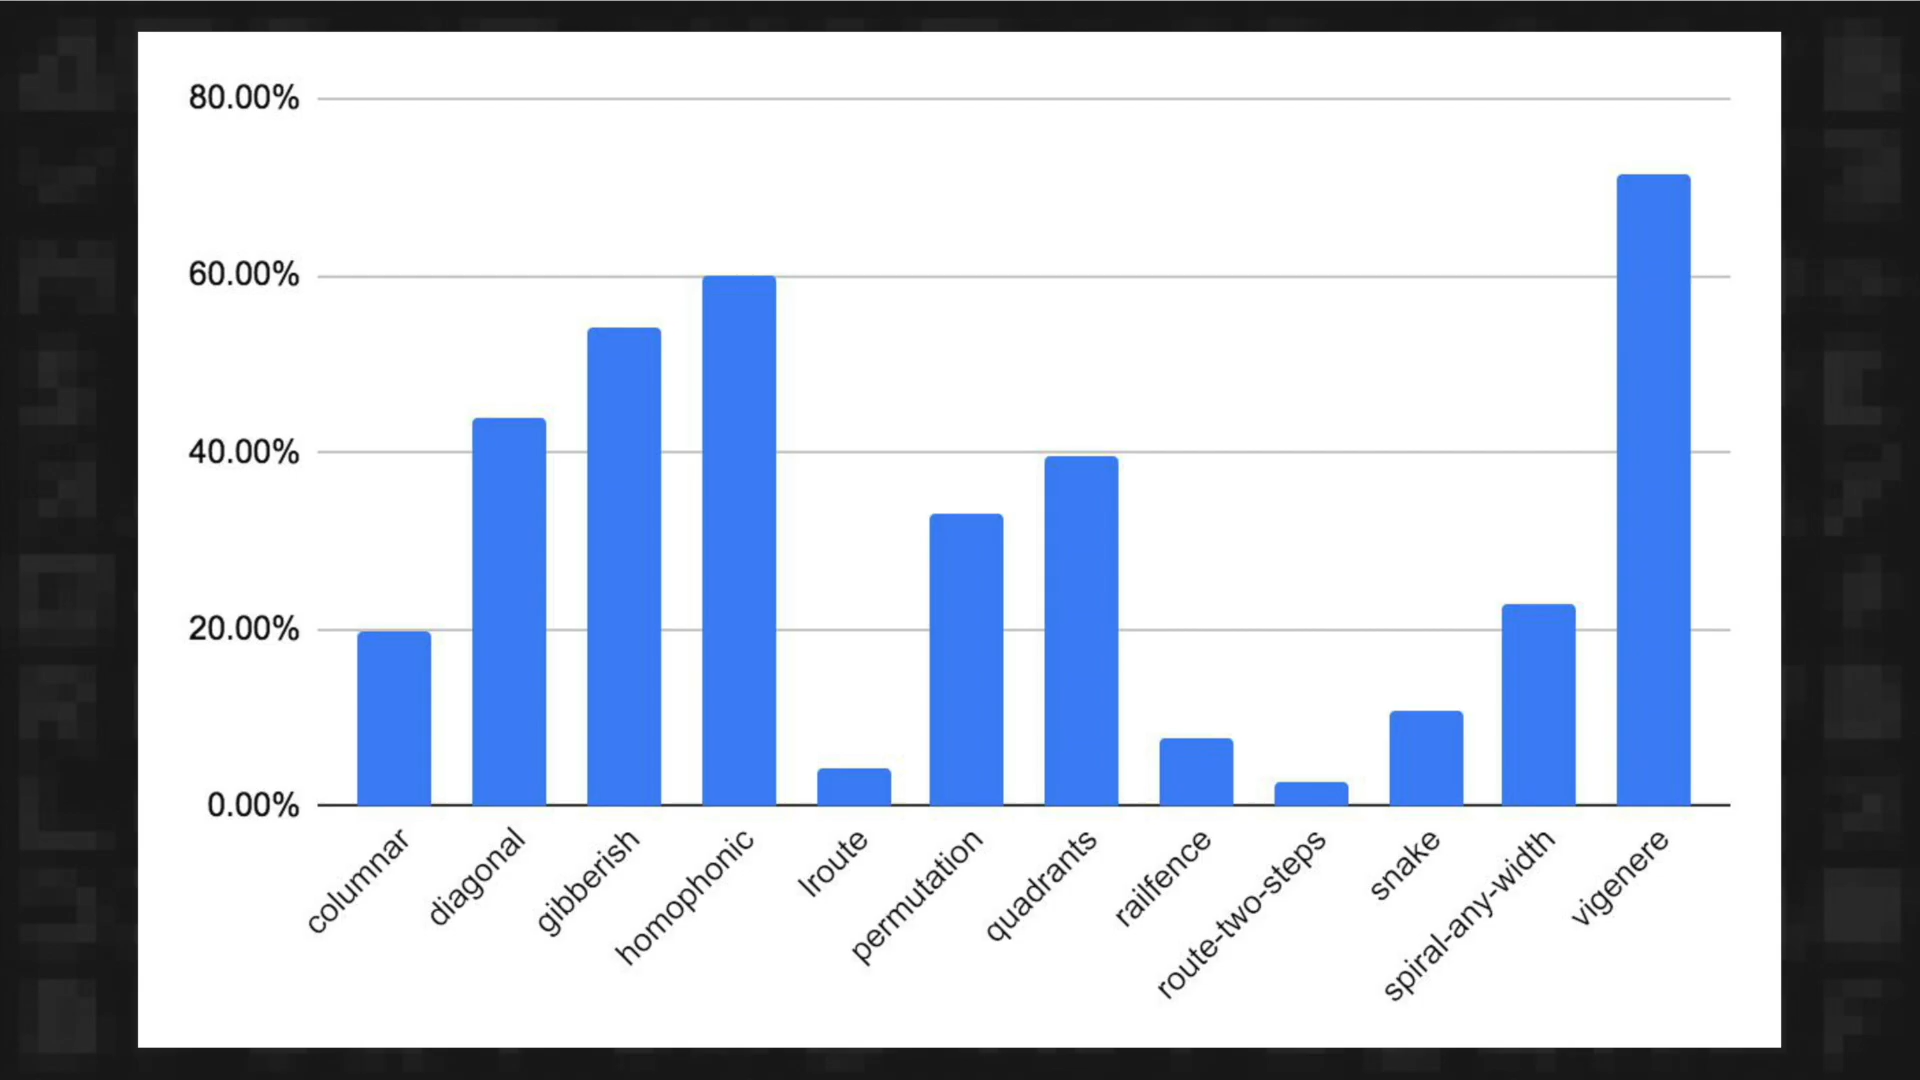 80.00%
60.00%
40.00%
20.00%
0.00%
columnar
diagonal
gibberish
homophonic
lroute
permutation
quadrants
railfence
route-two-steps
snake
spiral-any-width
vigenere